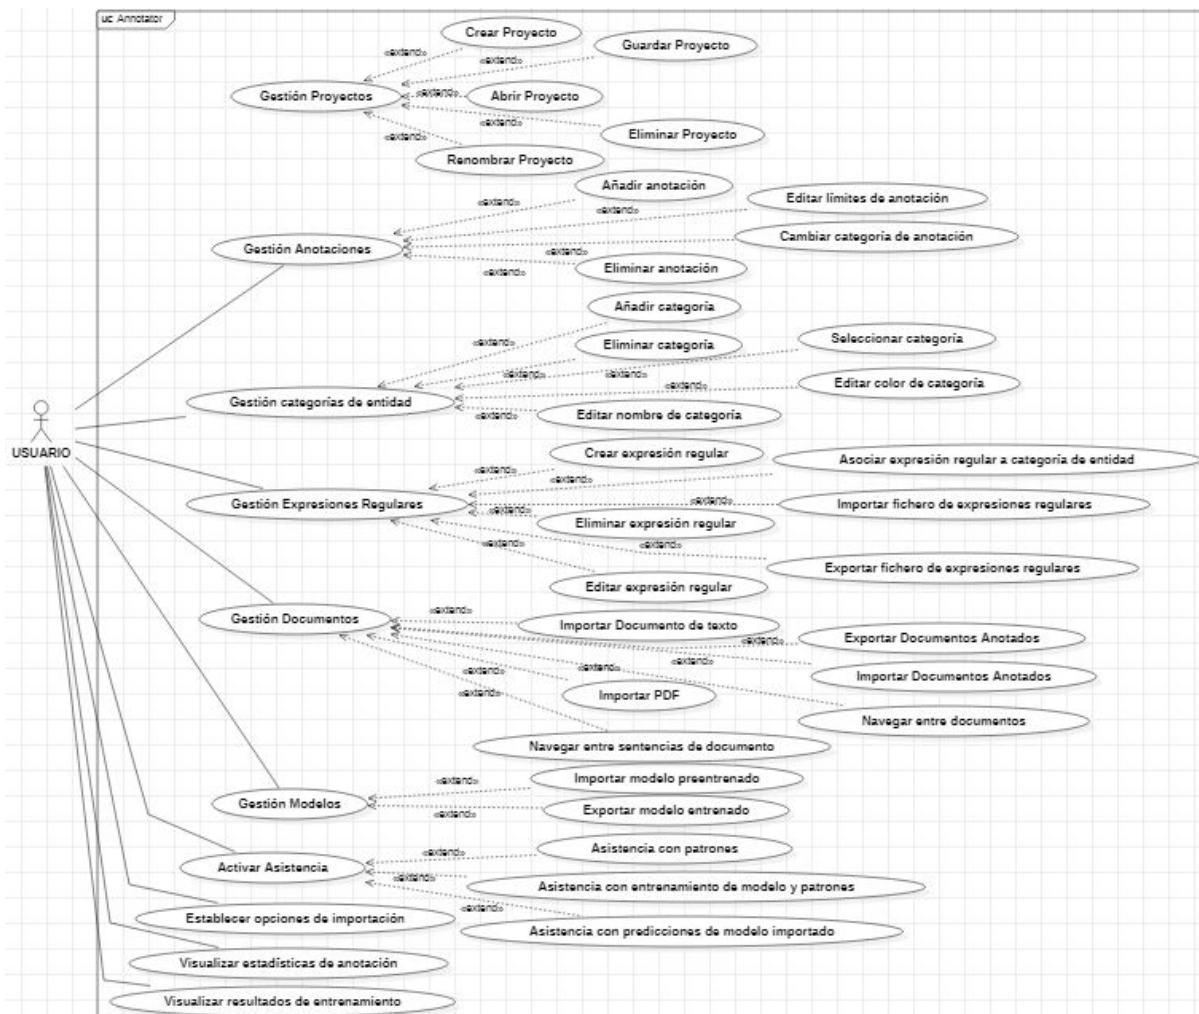 uc Annotator
Crear Proyecto
«extend»
Guardar Proyecto
«extend»
Gestión Proyectos
«extend»
Abrir Proyecto
«extend»
Eliminar Proyecto
«extend»
Renombrar Proyecto
Añadir anotación
«extend»
Editar límites de anotación
«extend»
Cambiar categoría de anotación
Gestión Anotaciones
«extend»
Eliminar anotación
«extend»
Añadir categoría
«extend»
Seleccionar categoría
Eliminar categoría
«extend»
«extend»
Editar color de categoría
«extend»
Gestión categorías de entidad
«extend»
Editar nombre de categoría
USUARIO
Crear expresión regular
Asociar expresión regular a categoría de entidad
«extend»
«extend»
Gestión Expresiones Regulares
«extend»
Importar fichero de expresiones regulares
«extend»
Eliminar expresión regular
«extend»
«extend»
Exportar fichero de expresiones regulares
Editar expresión regular
«extend»
Gestión Documentos
Importar Documento de texto
Exportar Documentos Anotados
«extend»
«extend»
Importar Documentos Anotados
«extend»
«extend»
«extend»
Importar PDF
Navegar entre documentos
Navegar entre sentencias de documento
«extend»
Importar modelo preentrenado
Gestión Modelos
«extend»
Exportar modelo entrenado
«extend»
Asistencia con patrones
Activar Asistencia
«extend»
Asistencia con entrenamiento de modelo y patrones
«extend»
Establecer opciones de importación
Asistencia con predicciones de modelo importado
Visualizar estadísticas de anotación
Visualizar resultados de entrenamiento